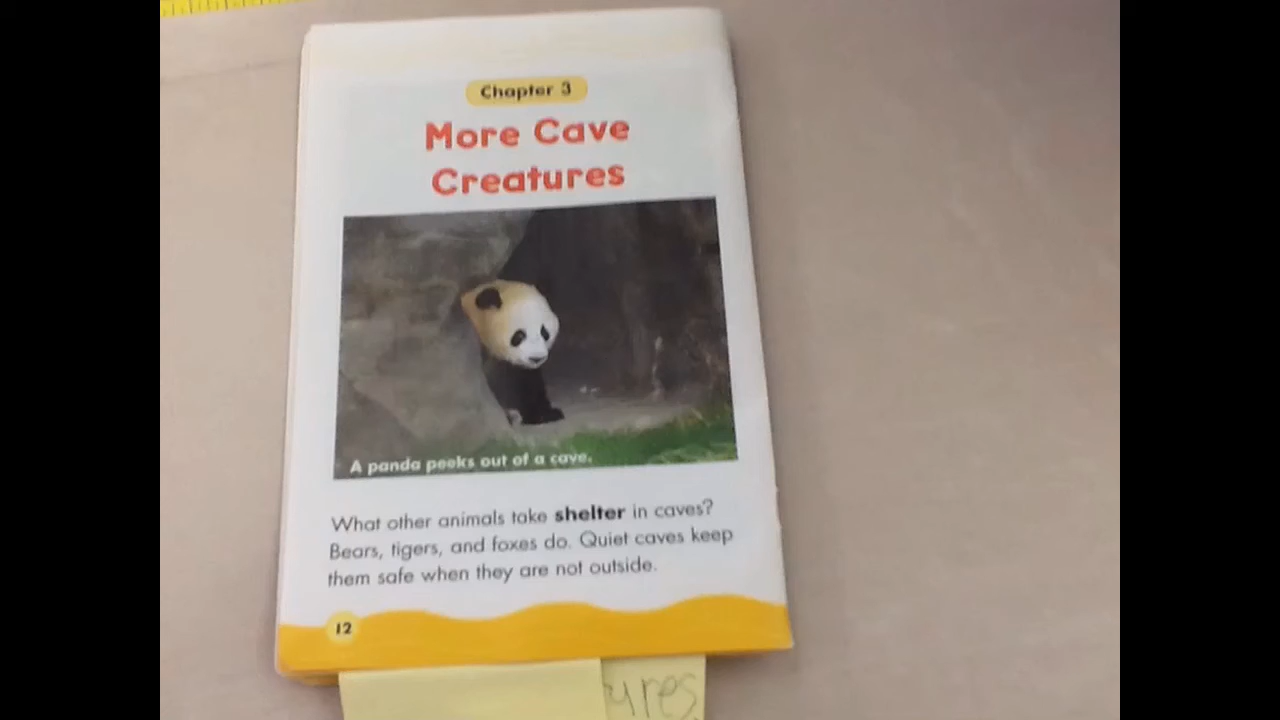 Chapter 3
More Cave
Creatures
A panda peeks out of a cave.
What other animals take shelter in caves?
Bears, tigers, and foxes do. Quiet caves keep
them safe when they are not outside.
12
ures